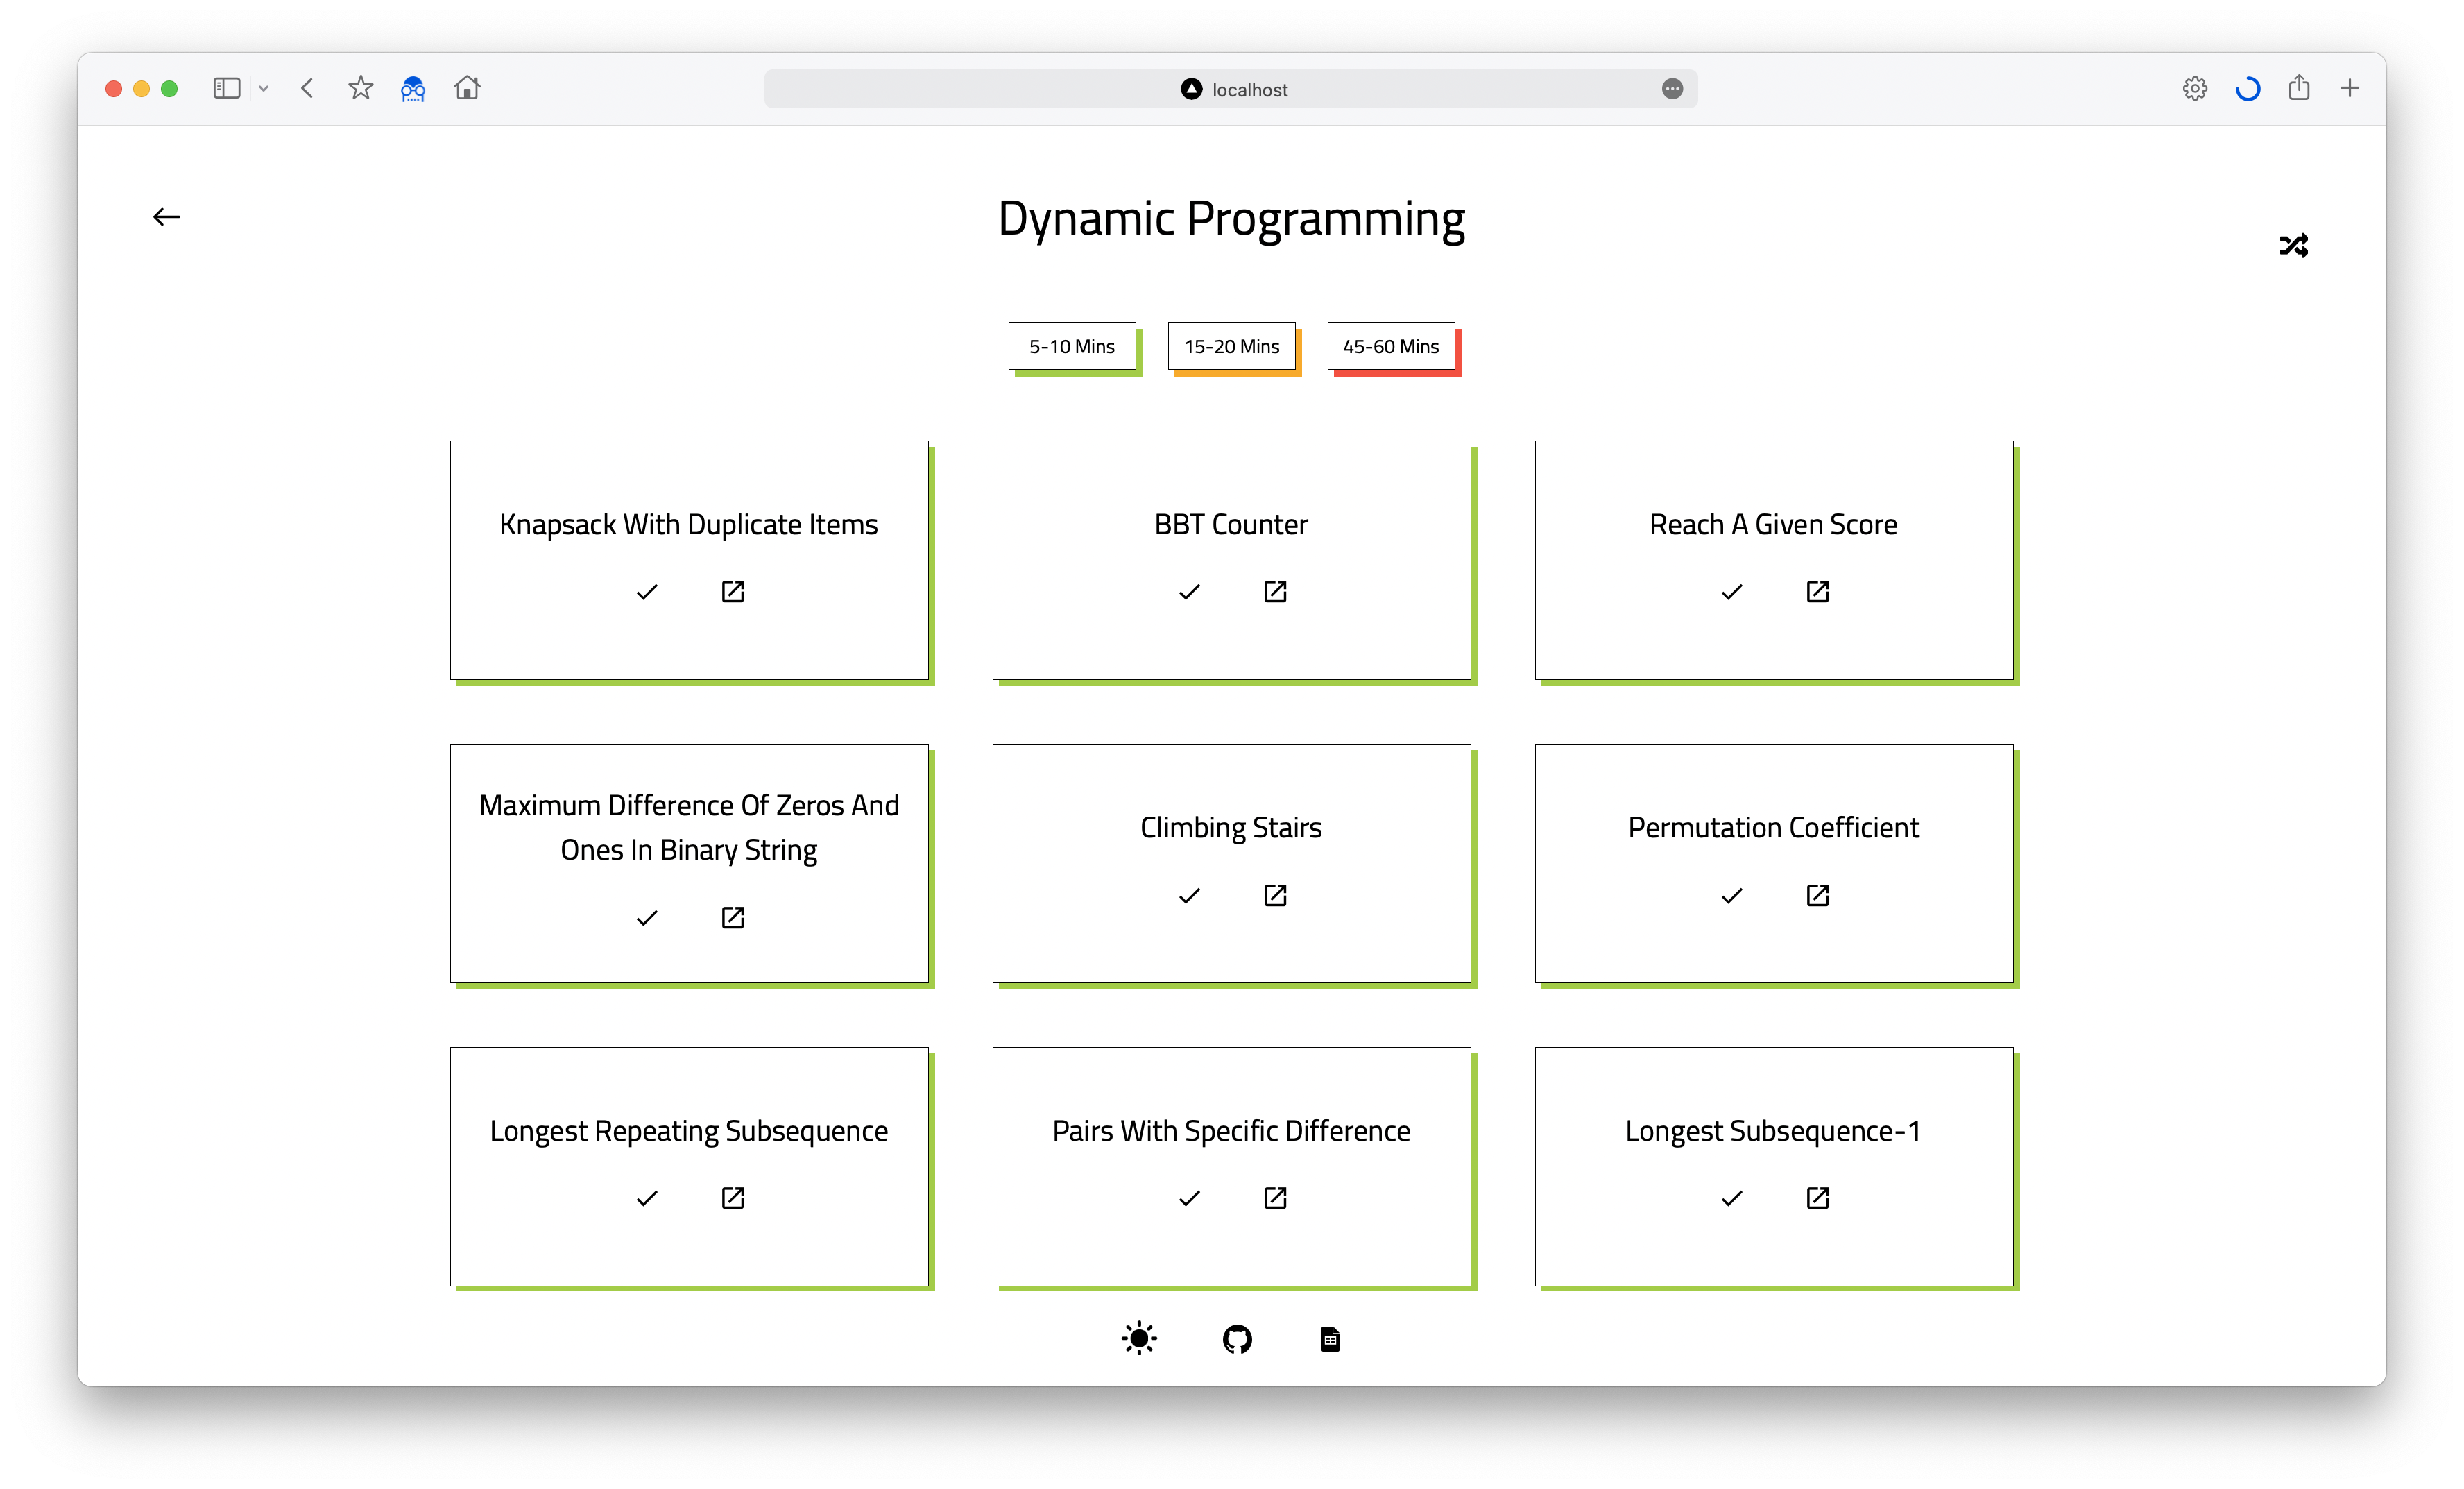 localhost
Dynamic Programming
5-10 Mins
15-20 Mins
45-60 Mins
Knapsack With Duplicate Items
BBT Counter
Reach A Given Score
Maximum Difference Of Zeros And
Ones In Binary String
Climbing Stairs
Permutation Coefficient
Longest Repeating Subsequence
Pairs With Specific Difference
Longest Subsequence-1